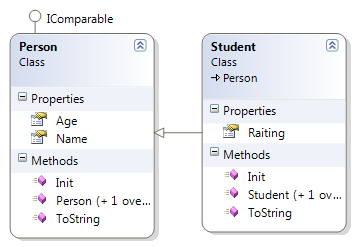 IComparable
Person
Class
Properties
Age
Name
Methods
Init
Person (+ 1 ove...
ToString
Student
Class
Person
Properties
Raiting
Methods
Init
Student (+ 1 ov...
ToString